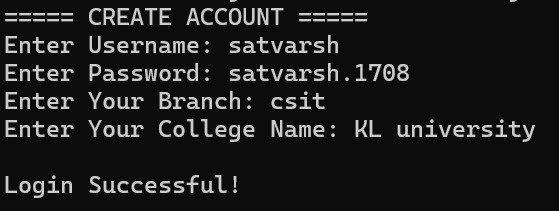 ===== CREATE ACCOUNT =====
Enter Username: satvarsh
Enter Password: satvarsh.1708
Enter Your Branch: csit
Enter Your College Name: KL university
Login Successful!